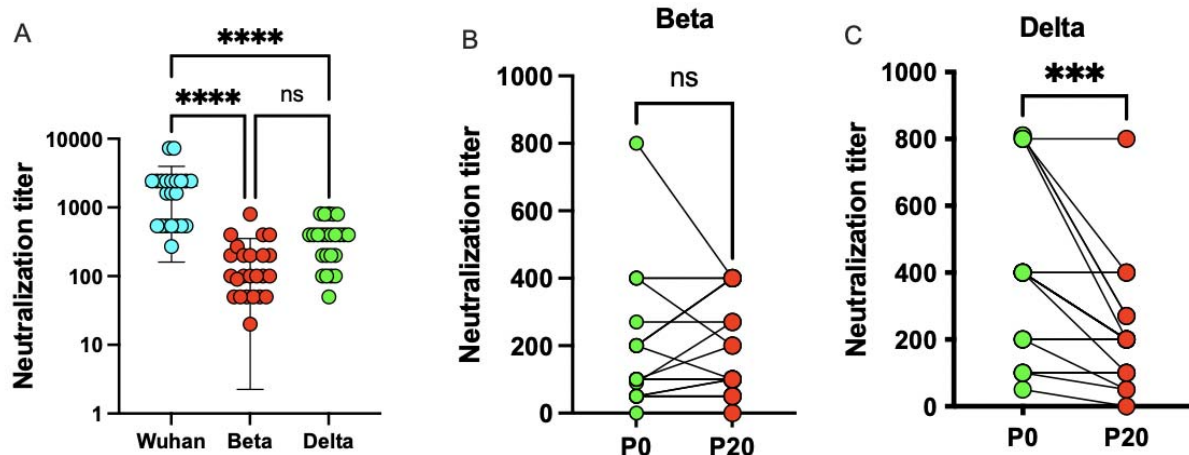 A
****
****
ns
Neutralization titer
10000
1000
100
10
1
Wuhan
Beta
Delta
B
Beta
ns
Neutralization titer
1000
800
600
400
200
0
P0
P20
C
Delta
***
Neutralization titer
1000
800
600
400
200
0
P0
P20